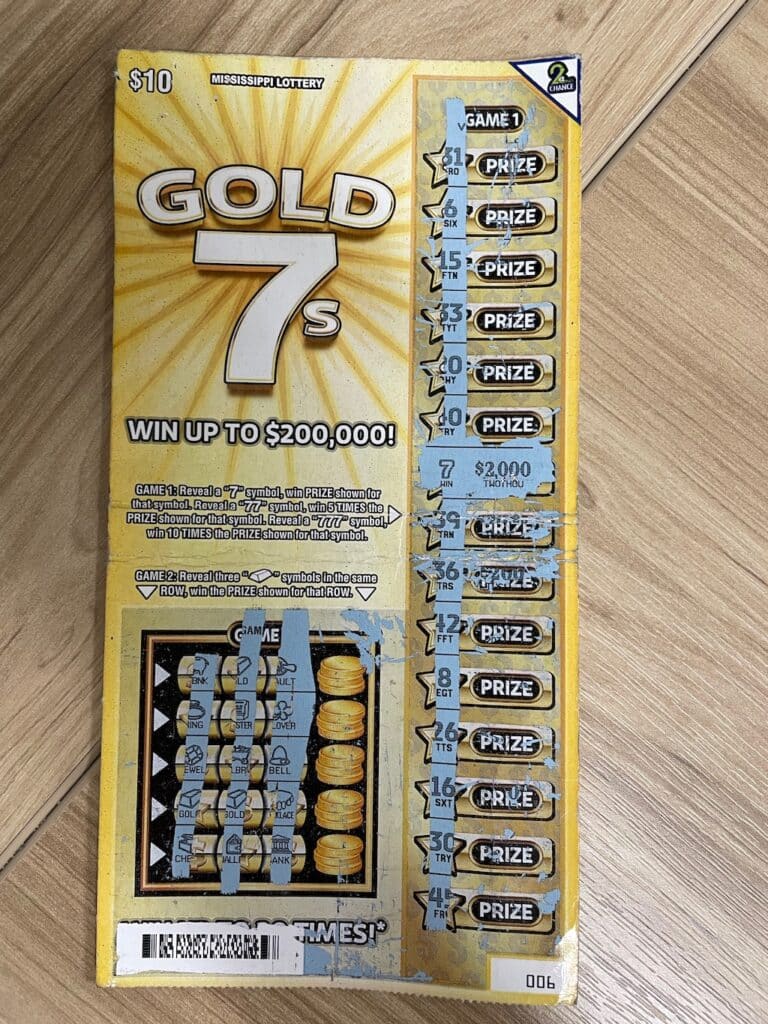 $10
MISSISSIPPI LOTTERY
2nd
CHANCE
GOLD
7s
WIN UP TO $200,000!
GAME 1: Reveal a "7" symbol, win PRIZE shown for
that symbol. Reveal a "77" symbol, win 5 TIMES the
PRIZE shown for that symbol. Reveal a "777" symbol,
win 10 TIMES the PRIZE shown for that symbol.
GAME 2: Reveal three " " symbols in the same
ROW, win the PRIZE shown for that ROW.
GAME 1
31 PRIZE
6 PRIZE
SIX
15 PRIZE
FTN
33 PRIZE
TYT
PRIZE
PRIZE
TRY
7 $2,000
WIN TWOTHOU
39 PRIZE
TRN
36
TRS
42 PRIZE
FFT
8 PRIZE
EGT
26 PRIZE
TTS
16 PRIZE
SXT
30 PRIZE
TRY
PRIZE
GAME
BELL
GOLD
TIMES!*
006